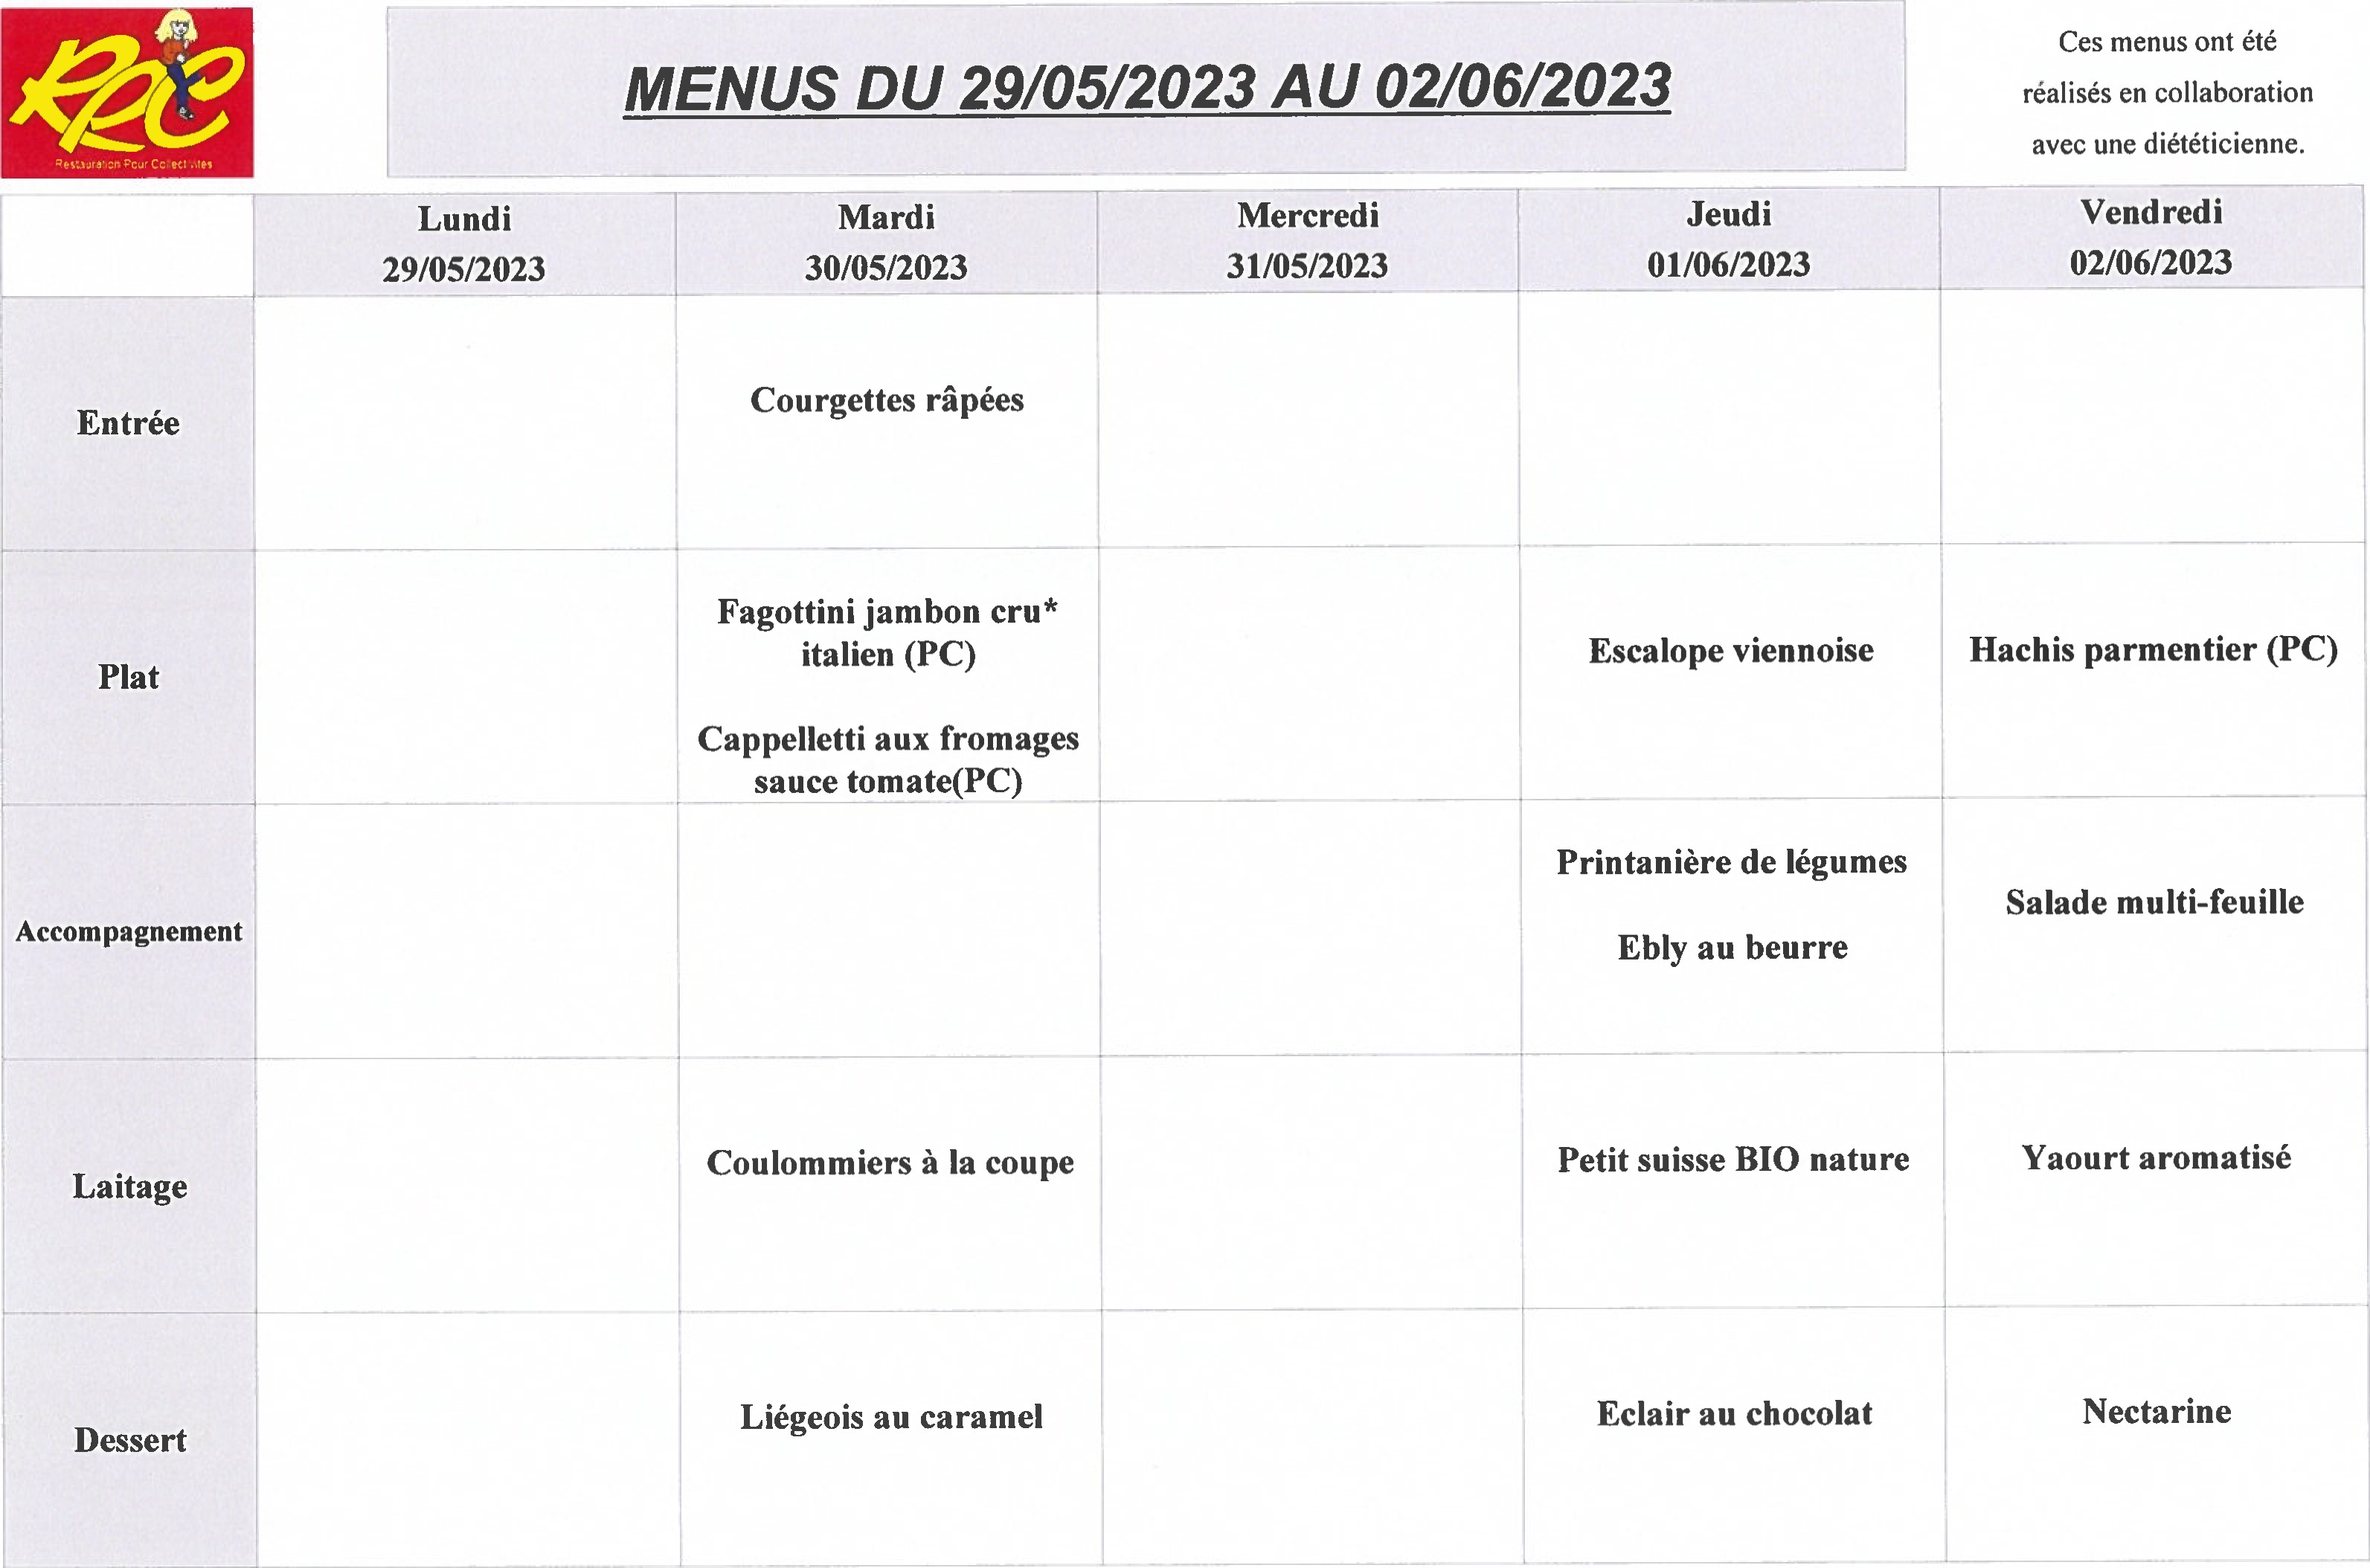 RPC
Restauration Pour Collectivités
MENUS DU 29/05/2023 AU 02/06/2023
Ces menus ont été
réalisés en collaboration
avec une diététicienne.
Lundi
29/05/2023
Mardi
30/05/2023
Mercredi
31/05/2023
Jeudi
01/06/2023
Vendredi
02/06/2023
Entrée
Courgettes râpées
Plat
Fagottini jambon cru*
italien (PC)
Cappelletti aux fromages
sauce tomate(PC)
Escalope viennoise
Hachis parmentier (PC)
Accompagnement
Printanière de légumes
Ebly au beurre
Salade multi-feuille
Laitage
Coulommiers à la coupe
Petit suisse BIO nature
Yaourt aromatisé
Dessert
Liégeois au caramel
Eclair au chocolat
Nectarine